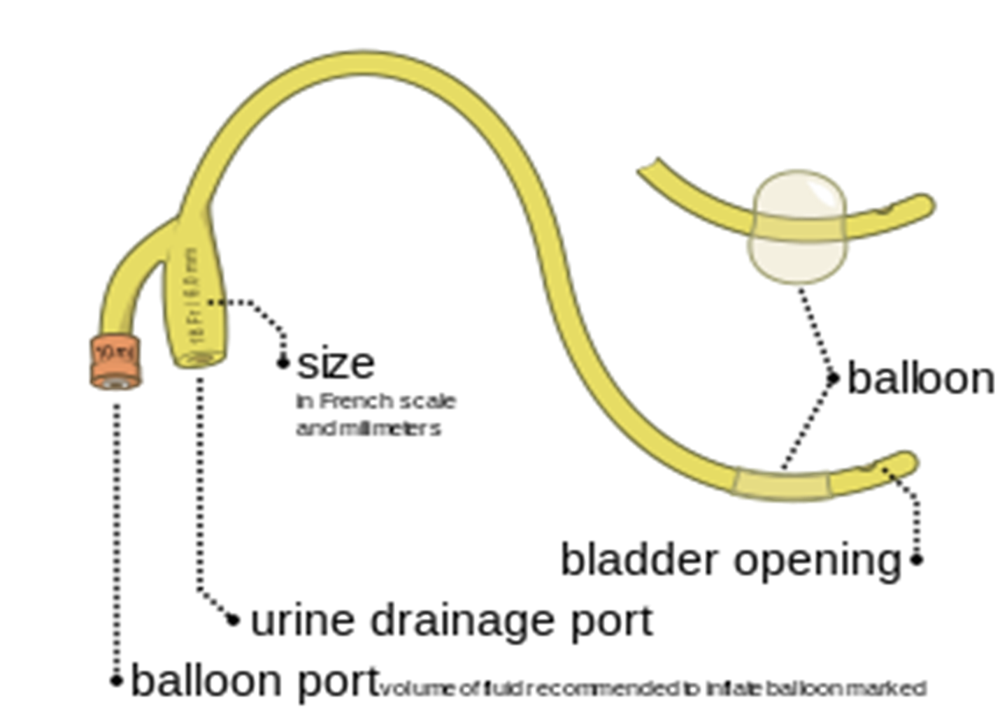 18 Fr / 6.0 mm
10 ml
size
in French scale
and millimeters
balloon
bladder opening
urine drainage port
balloon port volume of fluid recommended to inflate balloon marked